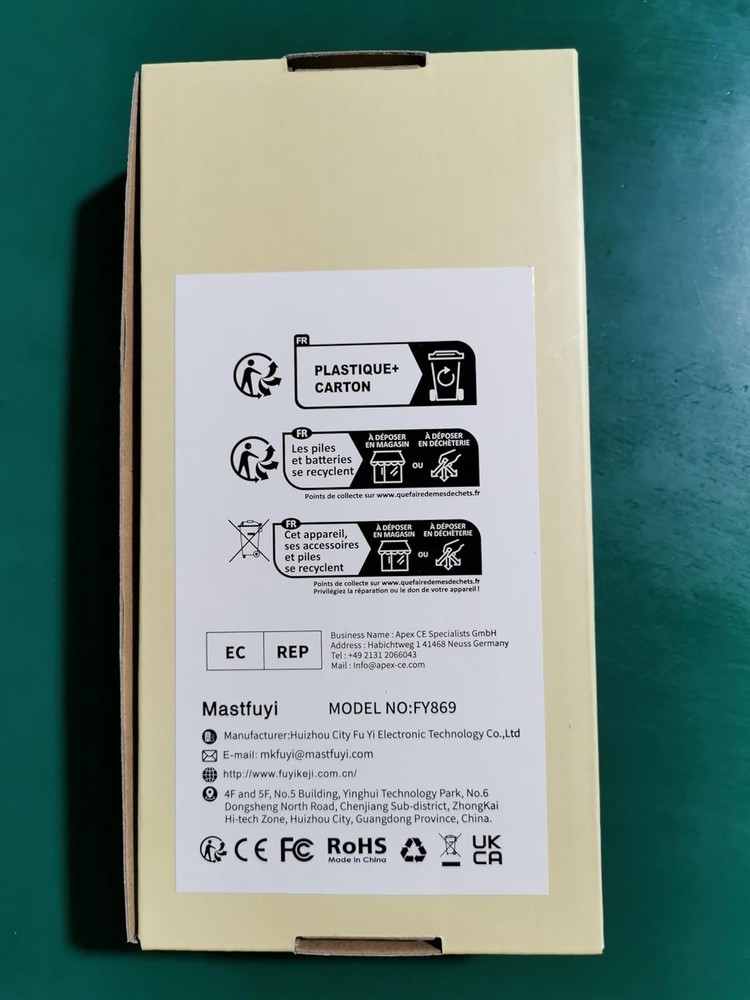 FR
PLASTIQUE+
CARTON
FR
Les piles
et batteries
se recyclent
À DÉPOSER
EN MAGASIN
OU
À DÉPOSER
EN DÉCHÈTERIE
Points de collecte sur www.quefairedemesdechets.fr
FR
Cet appareil,
ses accessoires
et piles
se recyclent
À DÉPOSER
EN MAGASIN
OU
À DÉPOSER
EN DÉCHÈTERIE
Points de collecte sur www.quefairedemesdechets.fr
Privilégiez la réparation ou le don de votre appareil !
EC REP
Business Name : Apex CE Specialists GmbH
Address : Habichtweg 1 41468 Neuss Germany
Tel : +49 2131 2066043
Mail : Info@apex-ce.com
Mastfuyi MODEL NO:FY869
Manufacturer:Huizhou City Fu Yi Electronic Technology Co.,Ltd
E-mail: mkfuyi@mastfuyi.com
http://www.fuyikeji.com.cn/
4F and 5F, No.5 Building, Yinghui Technology Park, No.6
Dongsheng North Road, Chenjiang Sub-district, ZhongKai
Hi-tech Zone, Huizhou City, Guangdong Province, China.
CE FC RoHS UK
Made in China CA